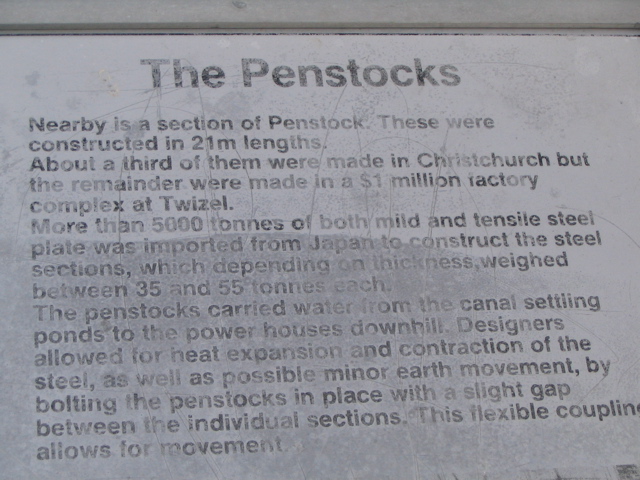 The Penstocks
Nearby is a section of Penstock. These were
constructed in 21m lengths.
About a third of them were made in Christchurch but
the remainder were made in a $1 million factory
complex at Twizel.
More than 5000 tonnes of both mild and tensile steel
plate was imported from Japan to construct the steel
sections, which depending on thickness,weighed
between 35 and 55 tonnes each.
The penstocks carried water from the canal settling
ponds to the power houses downhill. Designers
allowed for heat expansion and contraction of the
steel, as well as possible minor earth movement, by
bolting the penstocks in place with a slight gap
between the individual sections. This flexible coupling
allows for movement.